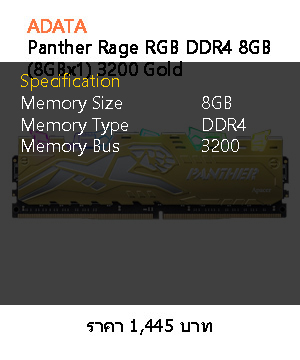 ADATA
Panther Rage RGB DDR4 8GB
(8GBx1) 3200 Gold
Specification
Memory Size 8GB
Memory Type DDR4
Memory Bus 3200
PANTHER
ราคา 1,445 บาท